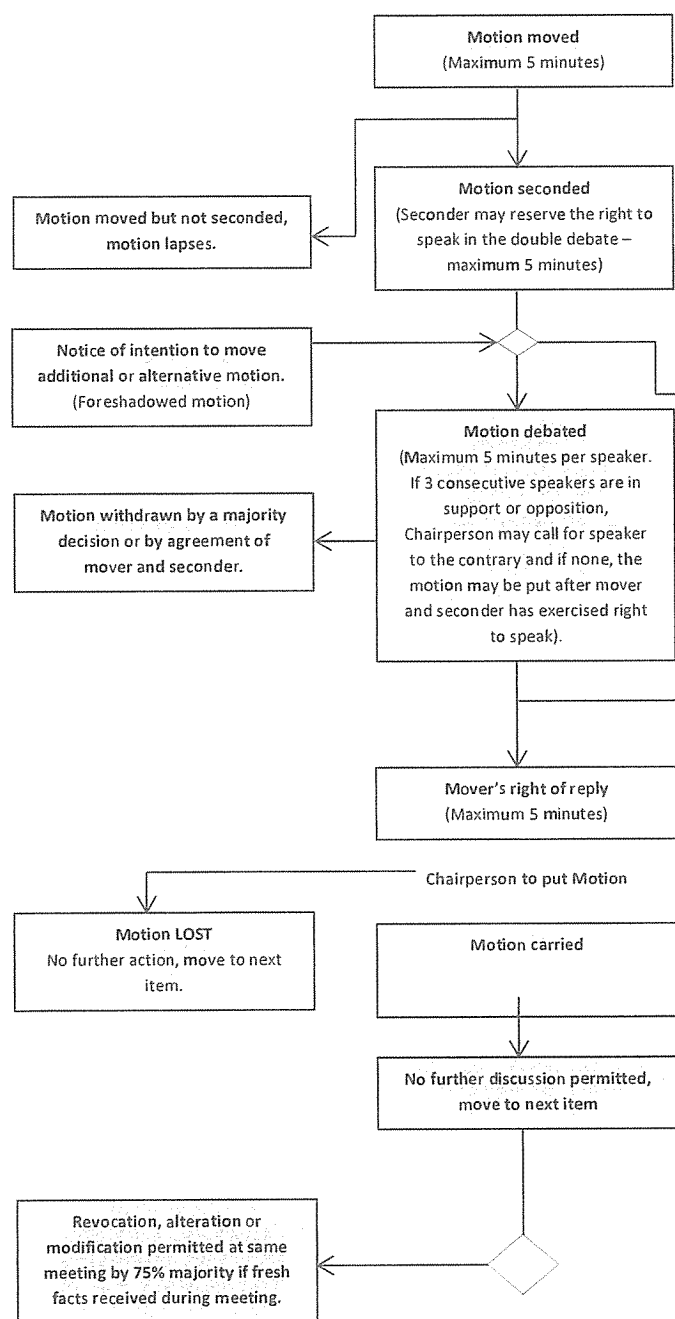 Motion moved
(Maximum 5 minutes)
Motion seconded
(Seconder may reserve the right to
speak in the double debate –
maximum 5 minutes)
Motion moved but not seconded,
motion lapses.
Notice of intention to move
additional or alternative motion.
(Foreshadowed motion)
Motion debated
(Maximum 5 minutes per speaker.
If 3 consecutive speakers are in
support or opposition,
Chairperson may call for speaker
to the contrary and if none, the
motion may be put after mover
and seconder has exercised right
to speak).
Motion withdrawn by a majority
decision or by agreement of
mover and seconder.
Mover's right of reply
(Maximum 5 minutes)
Chairperson to put Motion
Motion LOST
No further action, move to next
item.
Motion carried
No further discussion permitted,
move to next item
Revocation, alteration or
modification permitted at same
meeting by 75% majority if fresh
facts received during meeting.